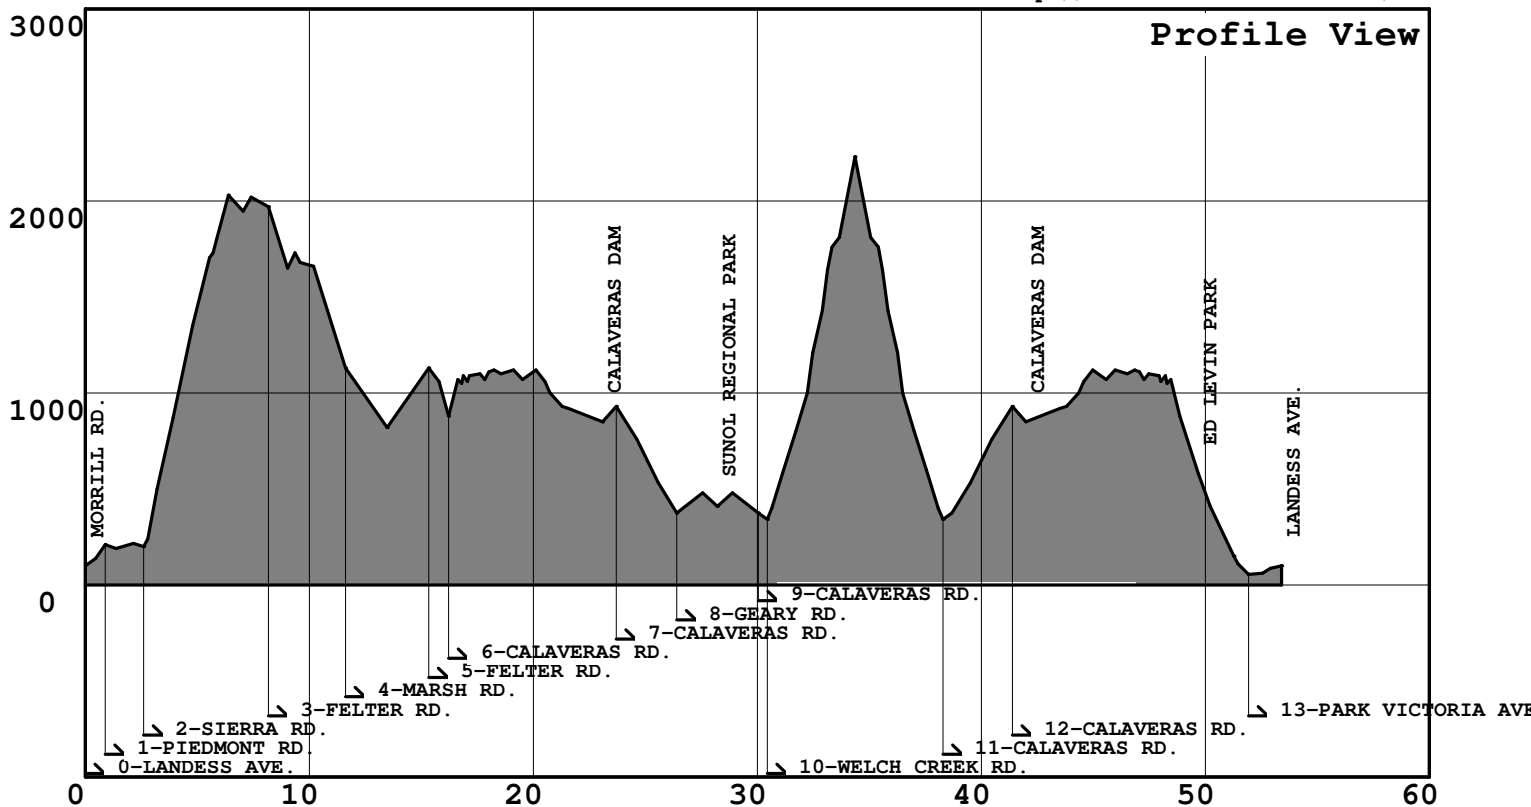 3000
Profile View
2000
1000
0
MORRILL RD.
CALAVERAS DAM
SUNOL REGIONAL PARK
CALAVERAS DAM
ED LEVIN PARK
LANDESS AVE.
9-CALAVERAS RD.
8-GEARY RD.
7-CALAVERAS RD.
6-CALAVERAS RD.
5-FELTER RD.
4-MARSH RD.
3-FELTER RD.
13-PARK VICTORIA AVE
2-SIERRA RD.
12-CALAVERAS RD.
1-PIEDMONT RD.
11-CALAVERAS RD.
0-LANDESS AVE.
10-WELCH CREEK RD.
0 10 20 30 40 50 60